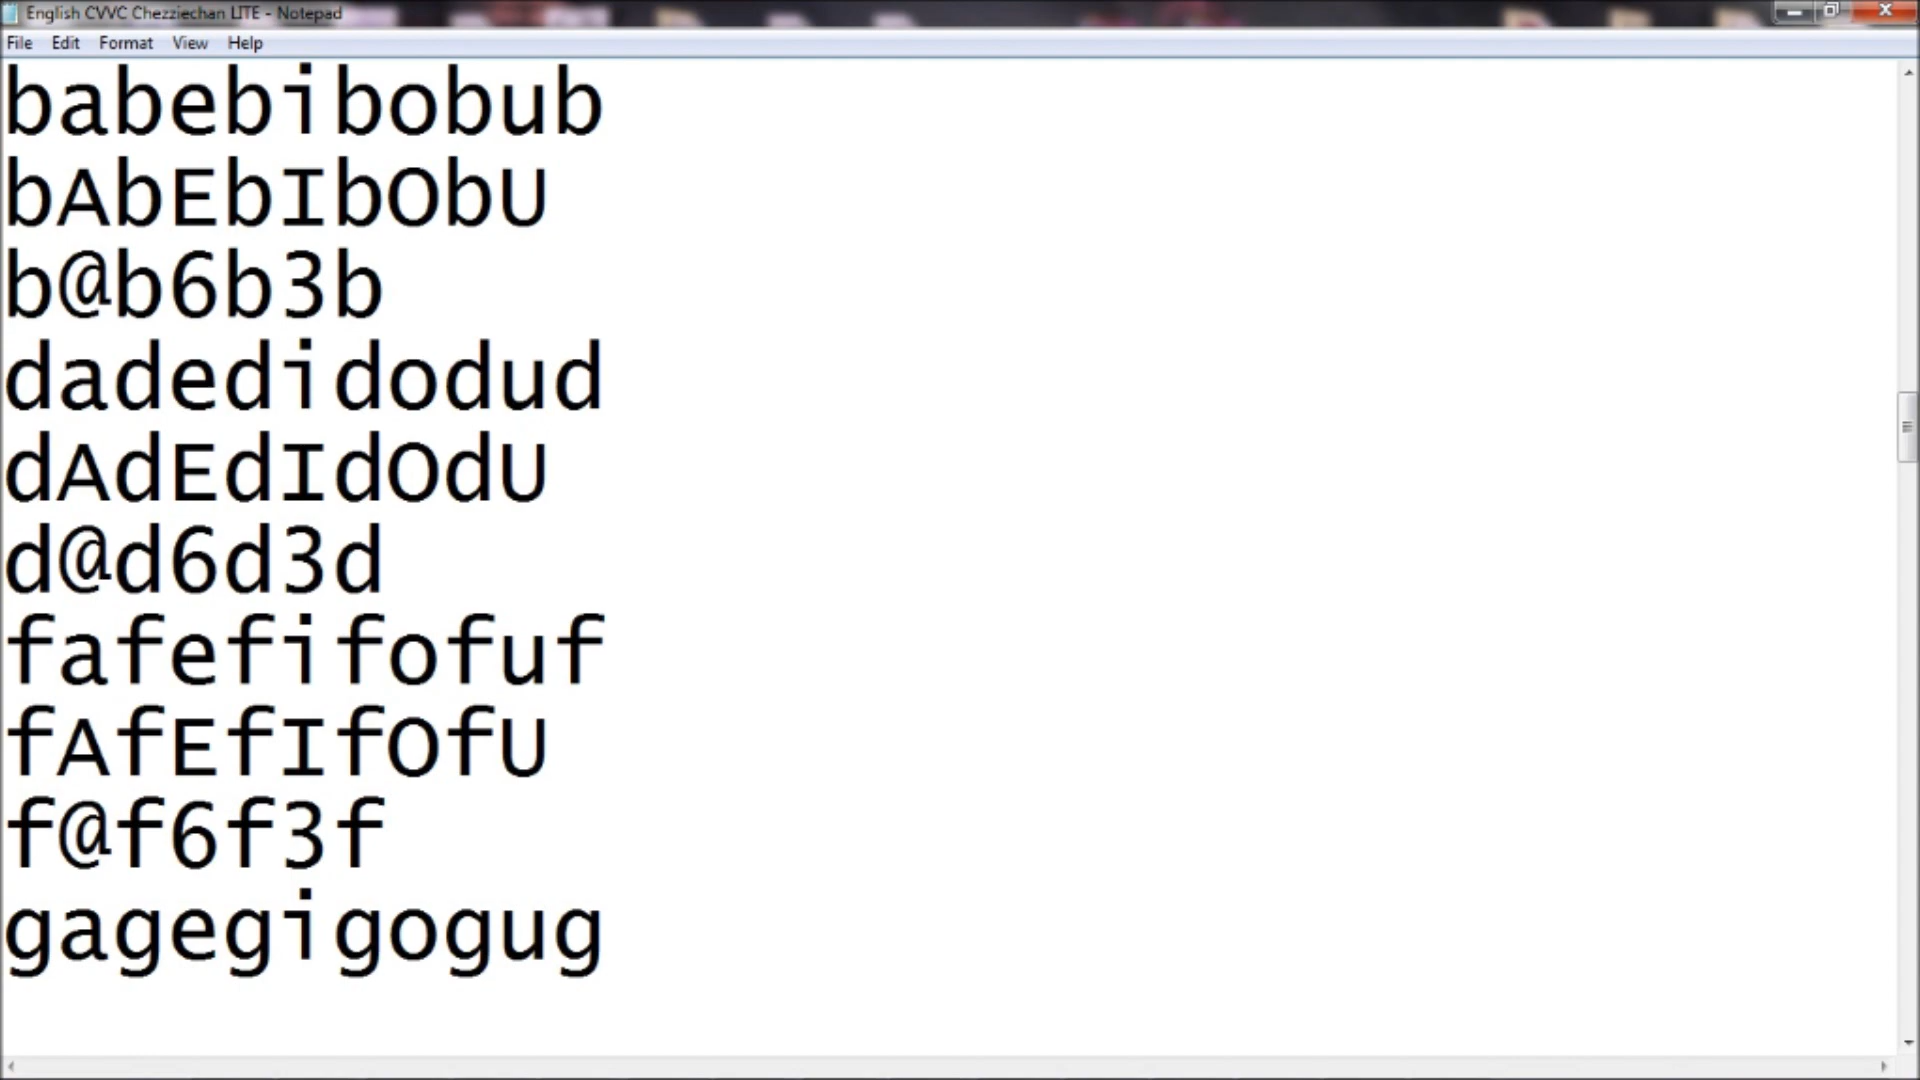 English CVVC Chezziechan LITE - Notepad
File Edit Format View Help
babebibobub
bAbEbIbObU
b@b6b3b
dadedidodud
dAdEdIdOdU
d@d6d3d
fafefifofuf
fAfEfIfOfU
f@f6f3f
gagegigogug